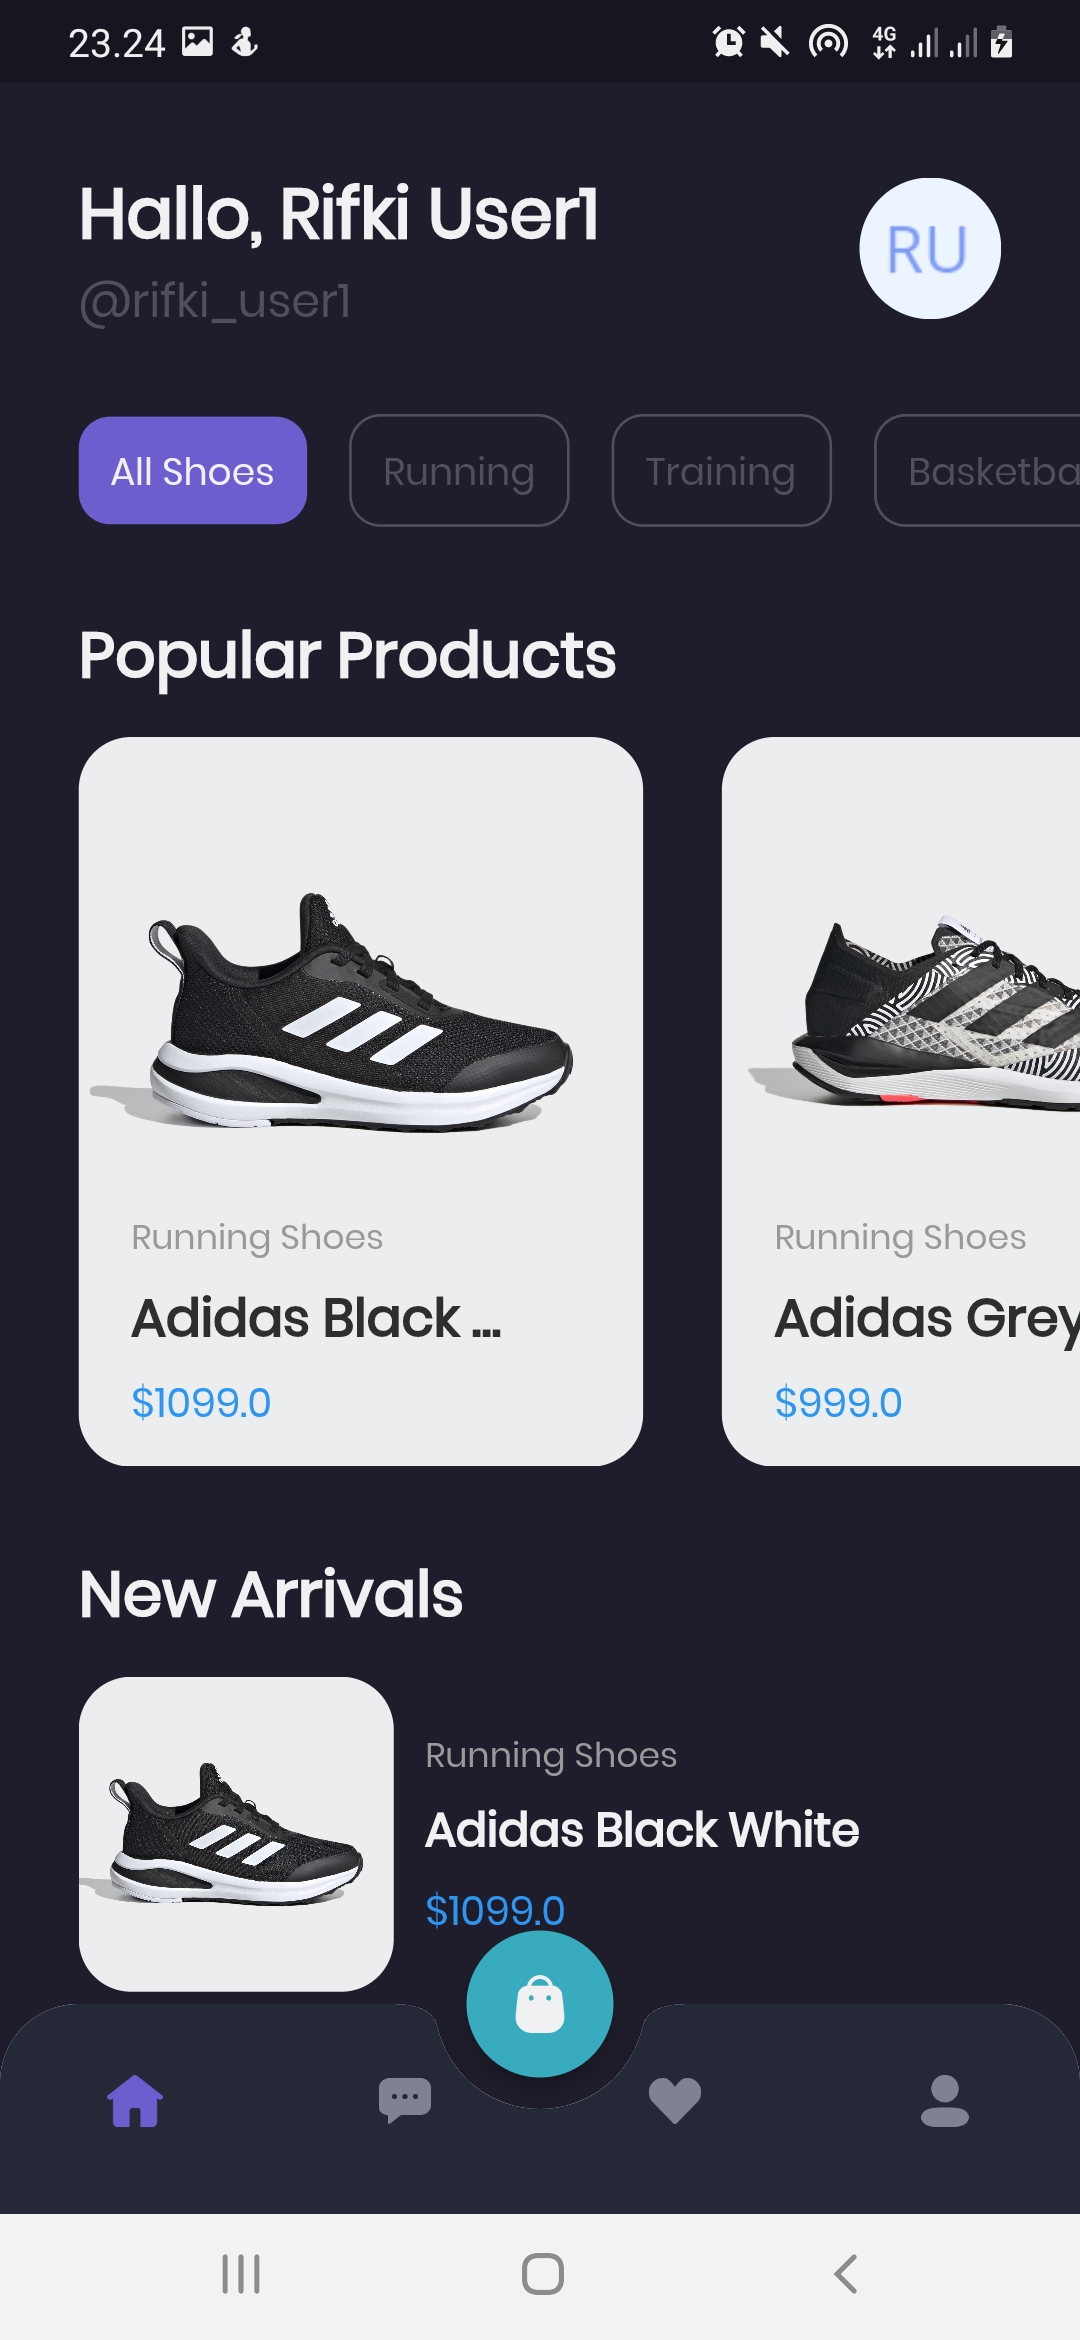 23.24
4G
Hallo, Rifki User1
@rifki_user1
RU
All Shoes
Running
Training
Basketba
Popular Products
Running Shoes
Adidas Black ...
$1099.0
Running Shoes
Adidas Grey
$999.0
New Arrivals
Running Shoes
Adidas Black White
$1099.0